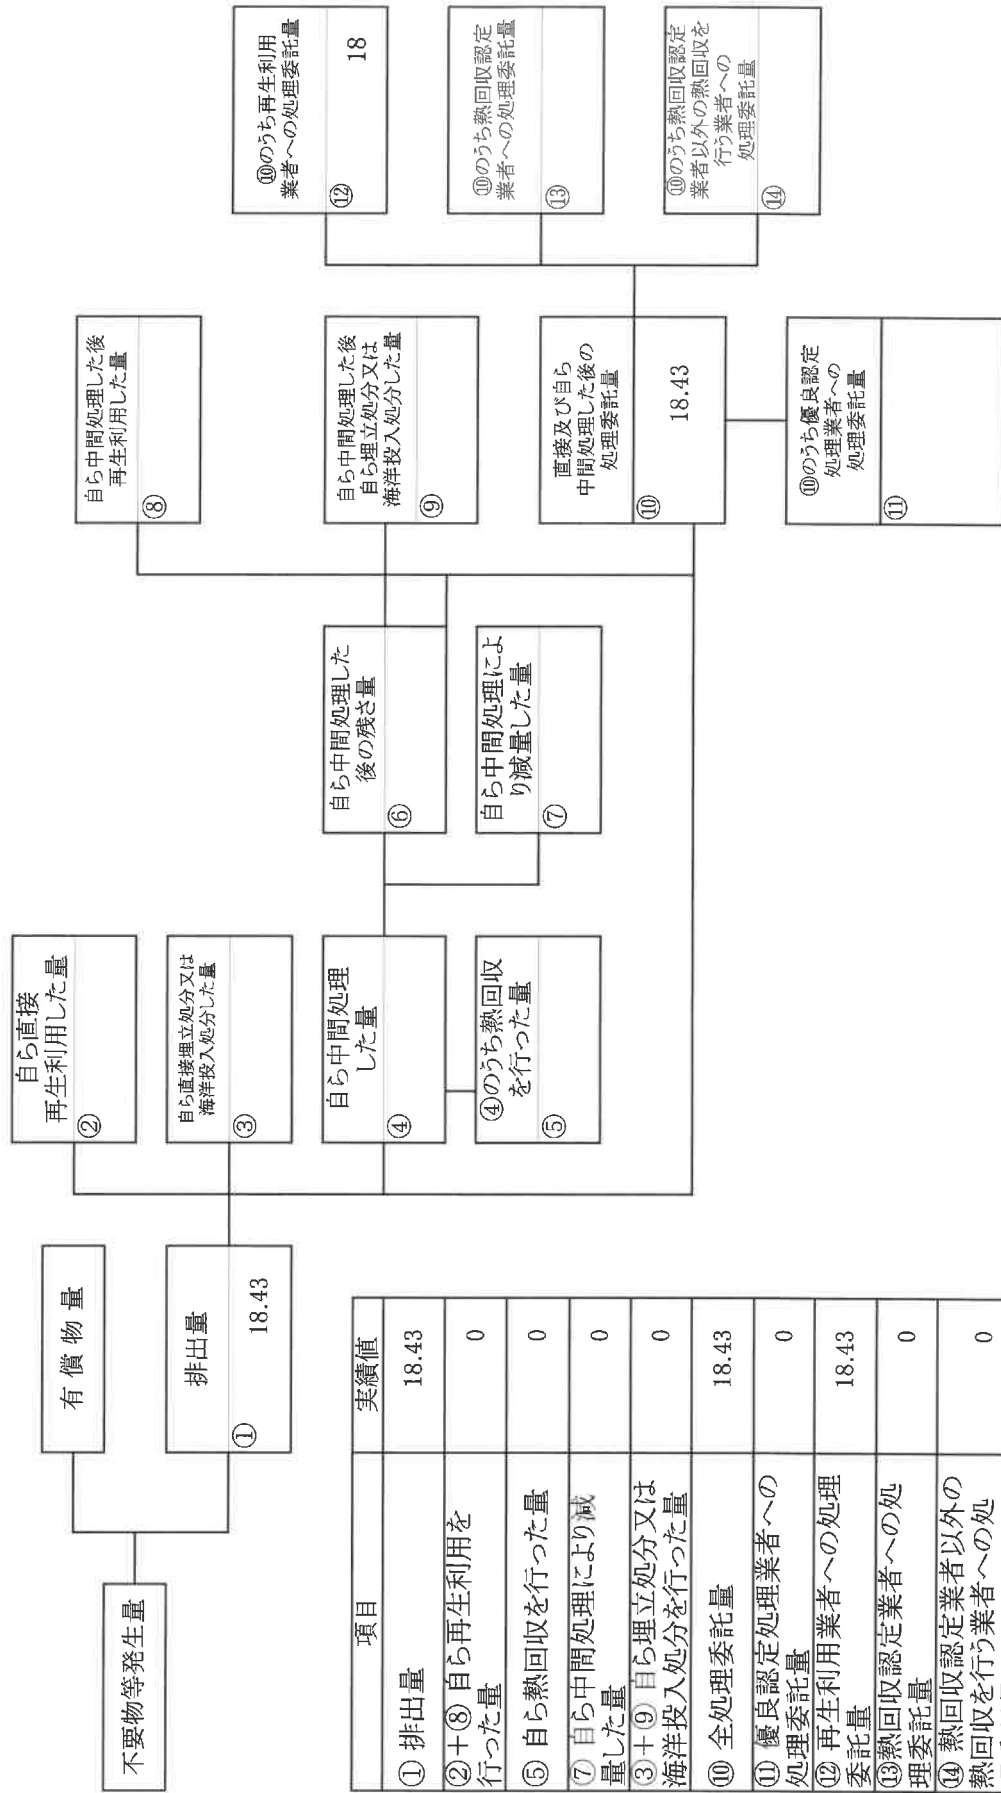 不要物等発生量
有 償 物 量
排出量
①
18.43
自ら直接
再生利用した量
②
自ら直接埋立処分又は
海洋投入処分した量
③
自ら中間処理
した量
④
④のうち熱回収
を行った量
⑤
自ら中間処理した
後の残さ量
⑥
自ら中間処理によ
り減量した量
⑦
自ら中間処理した後
再生利用した量
⑧
自ら中間処理した後
自ら埋立処分又は
海洋投入処分した量
⑨
直接及び自ら
中間処理した後の
処理委託量
⑩
18.43
⑩のうち優良認定
処理業者への
処理委託量
⑪
⑩のうち再生利用
業者への処理委託量
⑫
18
⑩のうち熱回収認定
業者への処理委託量
⑬
⑩のうち熱回収認定
業者以外の熱回収を
行う業者への
処理委託量
⑭
項目 実績値
①排出量 18.43
②+⑧ 自ら再生利用を
行った量 0
⑤ 自ら熱回収を行った量 0
⑦ 自ら中間処理により減
量した量 0
③+⑨ 自ら埋立処分又は
海洋投入処分を行った量 0
⑩ 全処理委託量 18.43
⑪ 優良認定処理業者への
処理委託量 0
⑫ 再生利用業者への処理
委託量 18.43
⑬熱回収認定業者への処
理委託量 0
⑭ 熱回収認定業者以外の
熱回収を行う業者への処 0